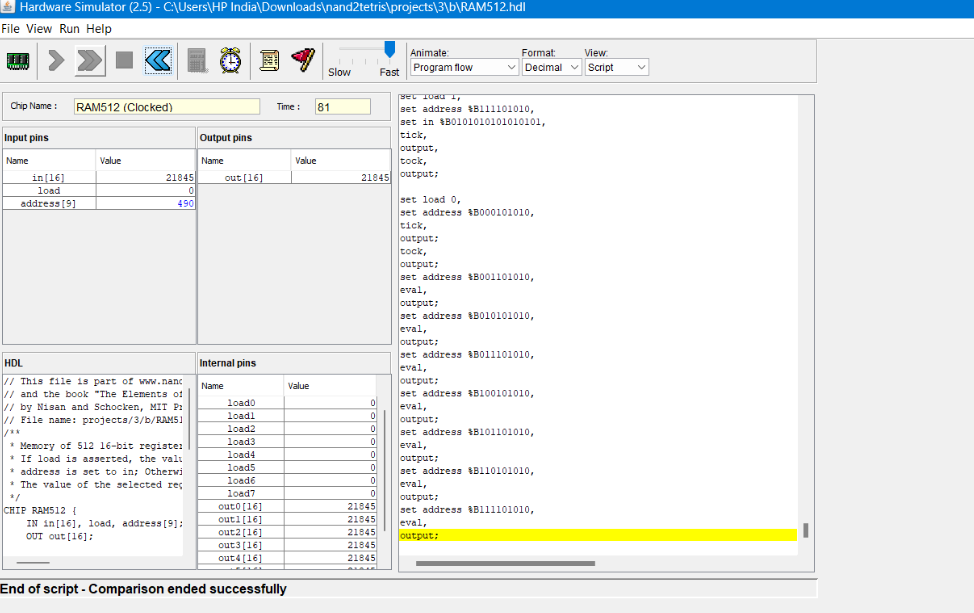 Hardware Simulator (2.5) - C:\Users\HP India\Downloads\nand2tetris\projects\3\b\RAM512.hdl
File View Run Help
Slow Fast
Animate: Format: View:
Program flow Decimal Script
Chip Name : RAM512 (Clocked) Time : 81
Input pins
Name Value
in[16] 21845
load 0
address[9] 490
Output pins
Name Value
out[16] 21845
HDL
// This file is part of www.nand
// and the book "The Elements of
// by Nisan and Schocken, MIT Pr
// File name: projects/3/b/RAM51
/**
* Memory of 512 16-bit register
* If load is asserted, the valu
* address is set to in; Otherwi
* The value of the selected reg
*/
CHIP RAM512 {
IN in[16], load, address[9];
OUT out[16];
Internal pins
Name Value
load0 0
load1 0
load2 0
load3 0
load4 0
load5 0
load6 0
load7 0
out0[16] 21845
out1[16] 21845
out2[16] 21845
out3[16] 21845
out4[16] 21845
set load 1,
set address %B111101010,
set in %B0101010101010101,
tick,
output,
tock,
output;
set load 0,
set address %B000101010,
tick,
output;
tock,
output;
set address %B001101010,
eval,
output;
set address %B010101010,
eval,
output;
set address %B011101010,
eval,
output;
set address %B100101010,
eval,
output;
set address %B101101010,
eval,
output;
set address %B110101010,
eval,
output;
set address %B111101010,
eval,
output;
End of script - Comparison ended successfully